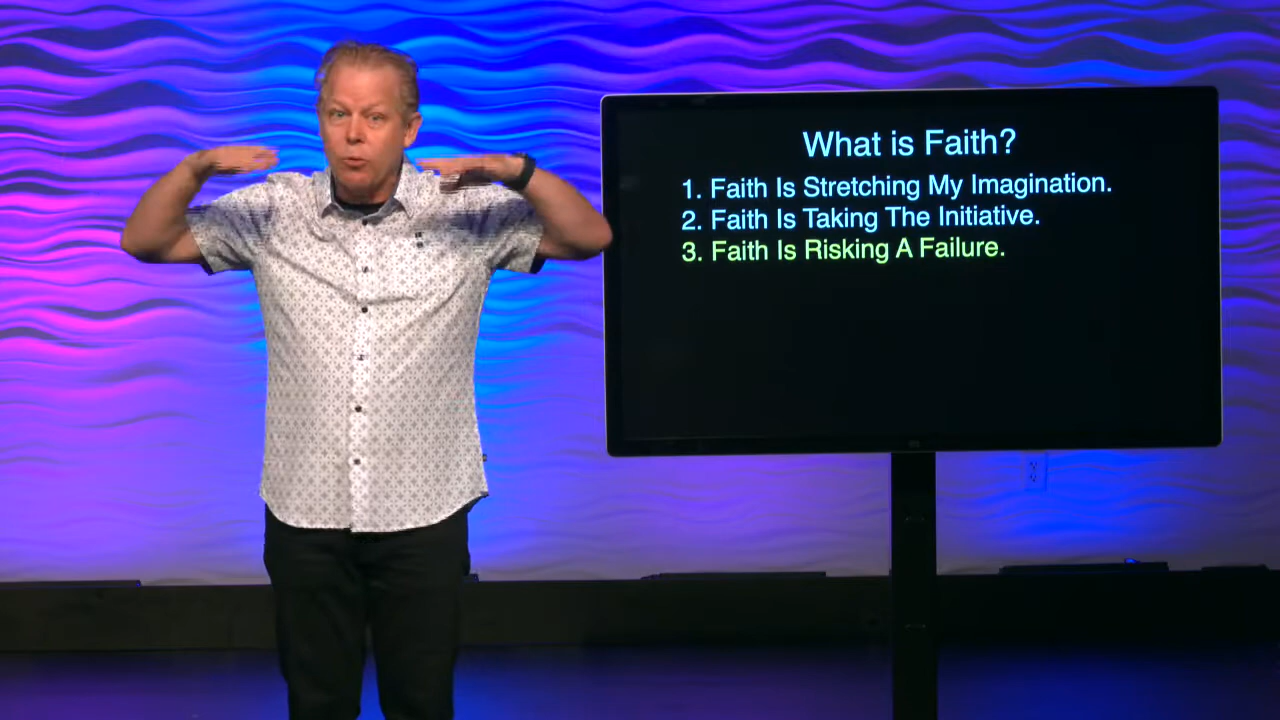 What is Faith?
1. Faith Is Stretching My Imagination.
2. Faith Is Taking The Initiative.
3. Faith Is Risking A Failure.